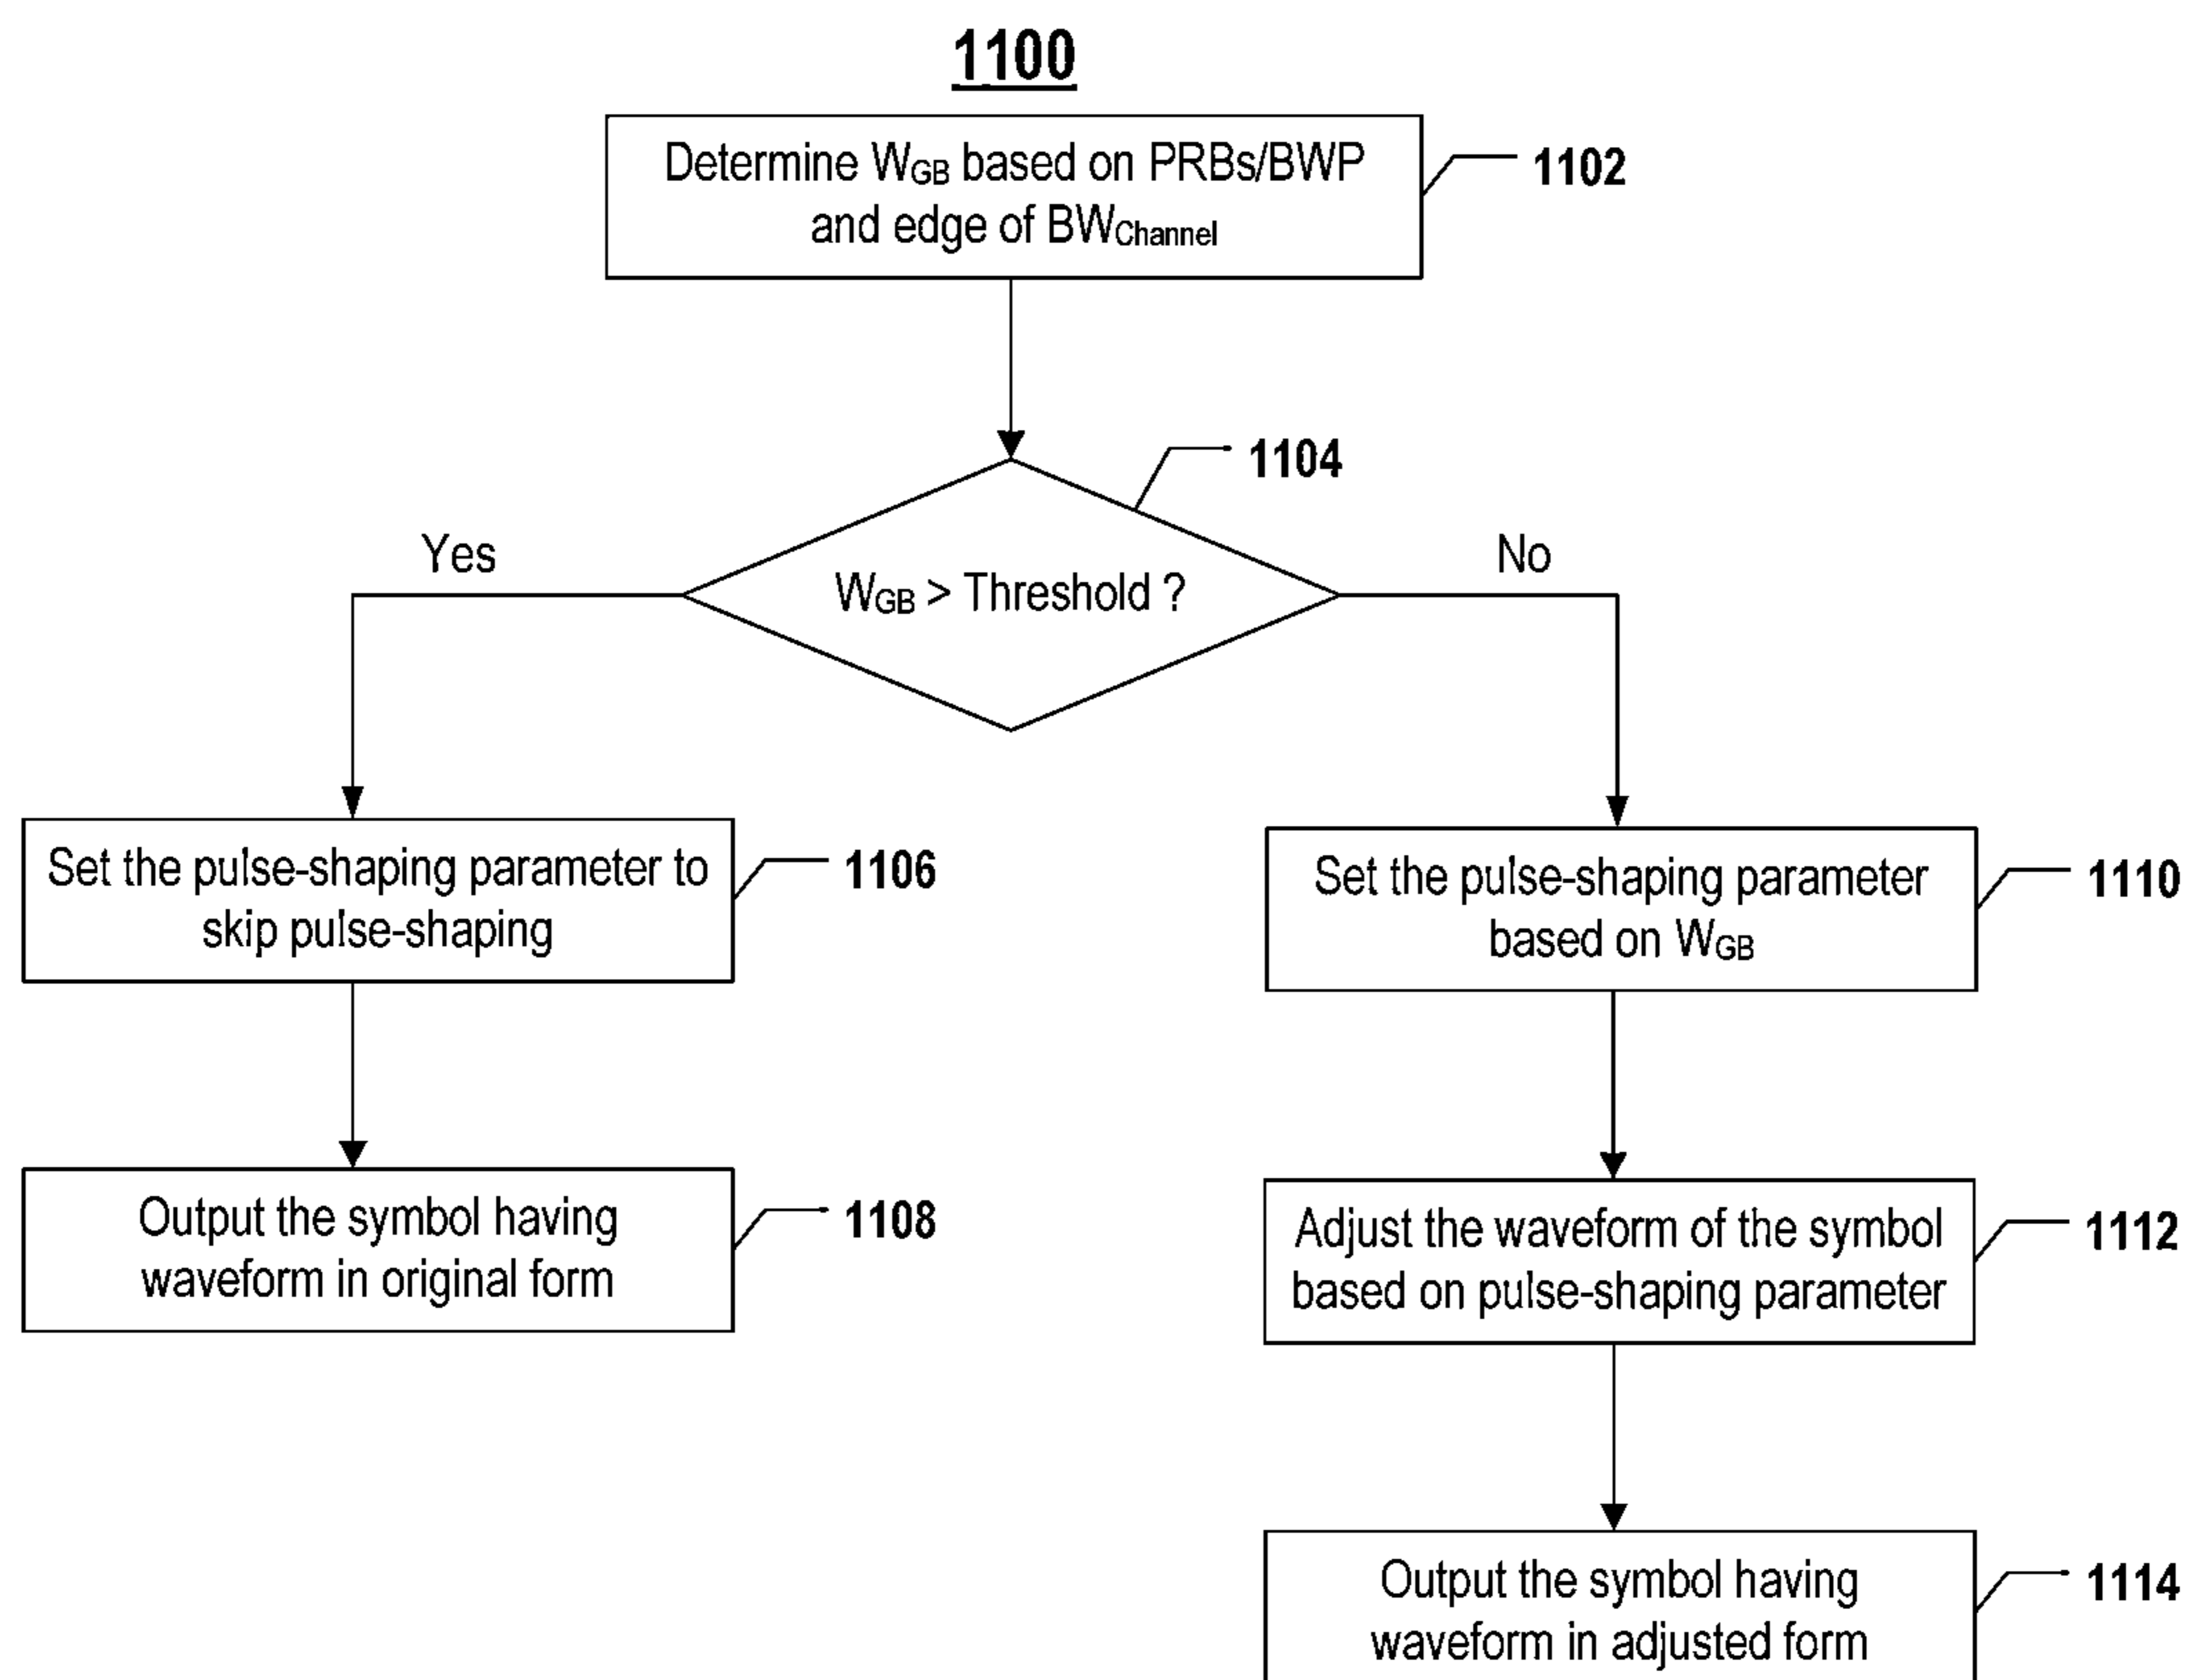 1100
Determine WGB based on PRBs/BWP
and edge of BWChannel
1102
1104
Yes
No
WGB > Threshold ?
Set the pulse-shaping parameter to
skip pulse-shaping
1106
Set the pulse-shaping parameter
based on WGB
1110
Output the symbol having
waveform in original form
1108
Adjust the waveform of the symbol
based on pulse-shaping parameter
1112
Output the symbol having
waveform in adjusted form
1114